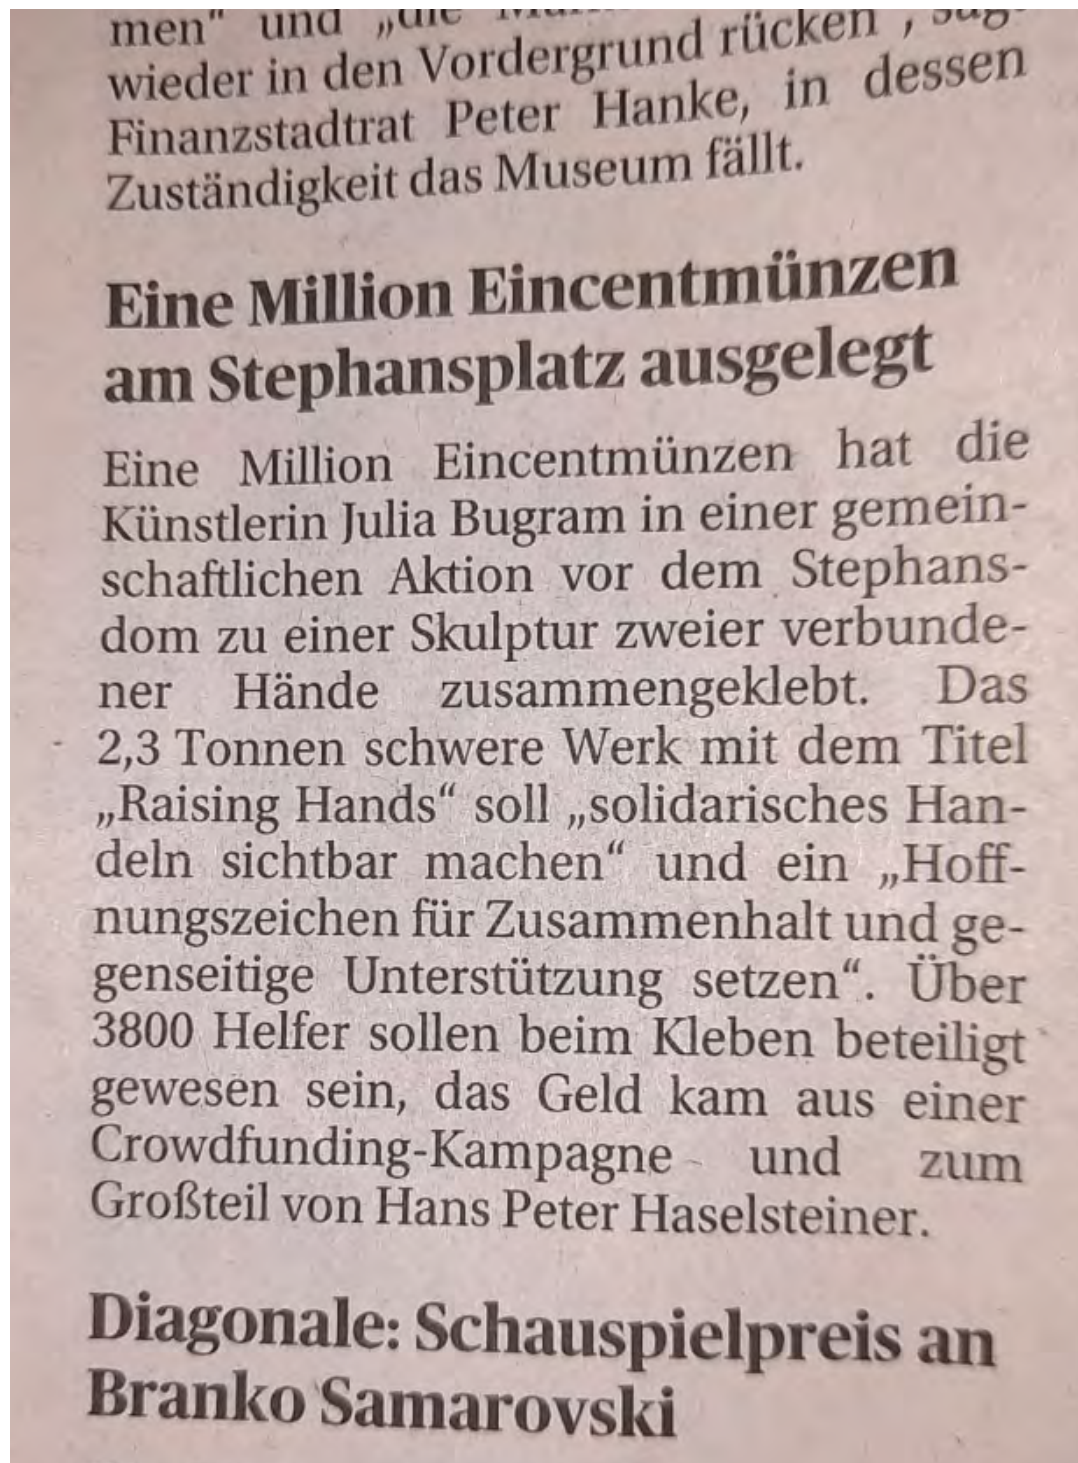 men" und „die
wieder in den Vordergrund rücken", sag-
Finanzstadtrat Peter Hanke, in dessen
Zuständigkeit das Museum fällt.
Eine Million Eincentmünzen
am Stephansplatz ausgelegt
Eine Million Eincentmünzen hat die
Künstlerin Julia Bugram in einer gemein-
schaftlichen Aktion vor dem Stephans-
dom zu einer Skulptur zweier verbunde-
ner Hände zusammengeklebt. Das
2,3 Tonnen schwere Werk mit dem Titel
„Raising Hands“ soll „solidarisches Han-
deln sichtbar machen“ und ein „Hoff-
nungszeichen für Zusammenhalt und ge-
genseitige Unterstützung setzen“. Über
3800 Helfer sollen beim Kleben beteiligt
gewesen sein, das Geld kam aus einer
Crowdfunding-Kampagne und zum
Großteil von Hans Peter Haselsteiner.
Diagonale: Schauspielpreis an
Branko Samarovski